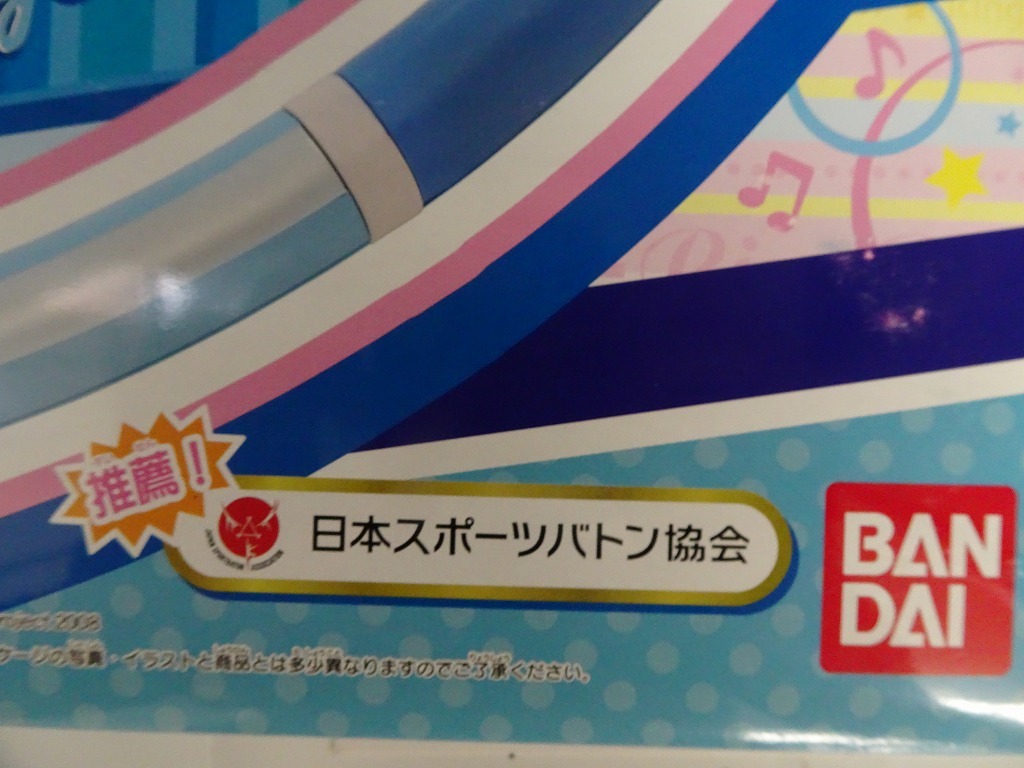 推薦!
日本スポーツバトン協会
BAN
DAI
roject 2008
ケージの写真・イラストと商品とは多少異なりますのでご了承ください。